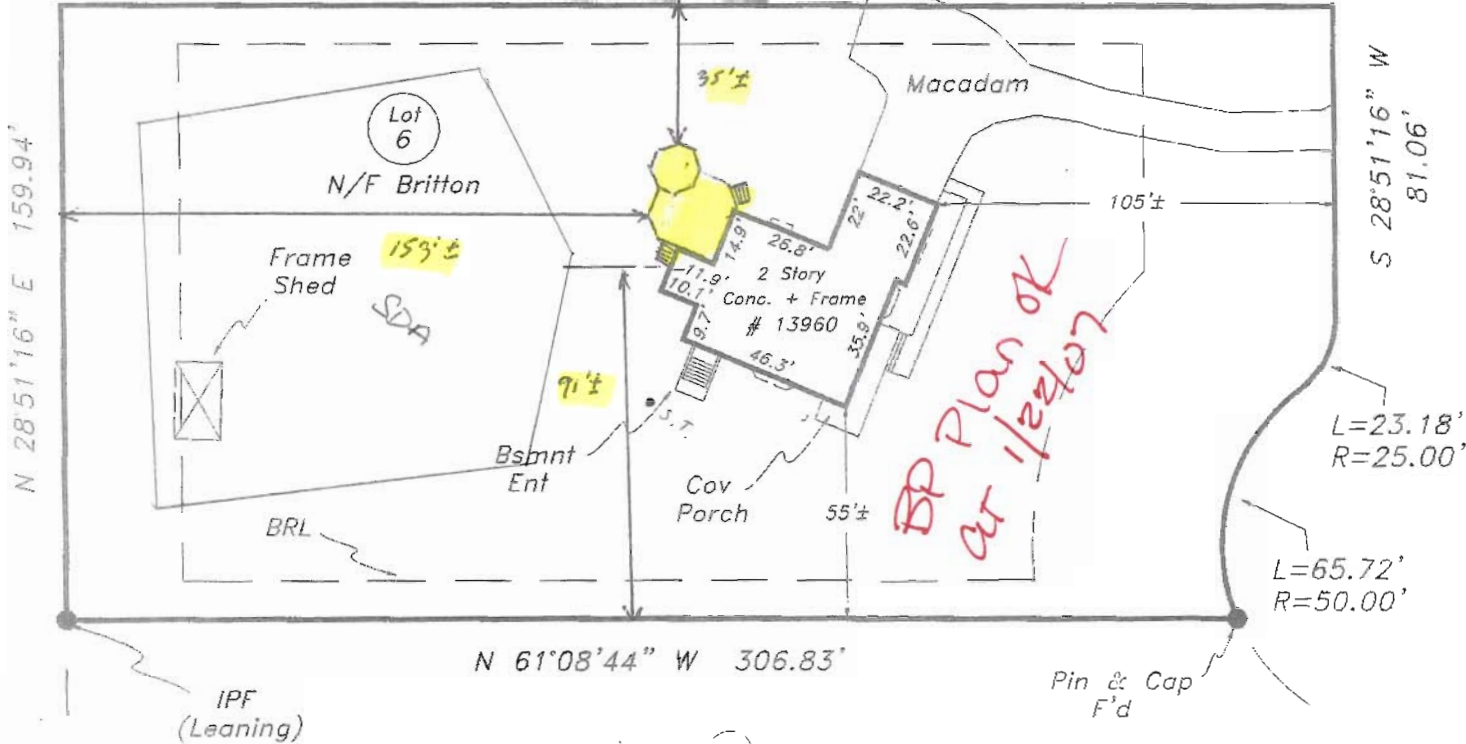 35'±
Macadam
Lot
6
N/F Britton
S 28°51'16" W
81.06'
N 28°51'16" E 159.94'
153'±
Frame
Shed
SDA
22.2'
105'±
22'
22.6'
14.9'
26.8'
11.9'
10.1'
2 Story
Conc. + Frame
# 13960
9.7'
46.3'
35.9'
91'±
S.T.
Bsmnt
Ent
Cov
Porch
55'±
BP Plan OK
1/22/07
L=23.18'
R=25.00'
BRL
L=65.72'
R=50.00'
N 61°08'44" W 306.83'
IPF
(Leaning)
Pin & Cap
F'd